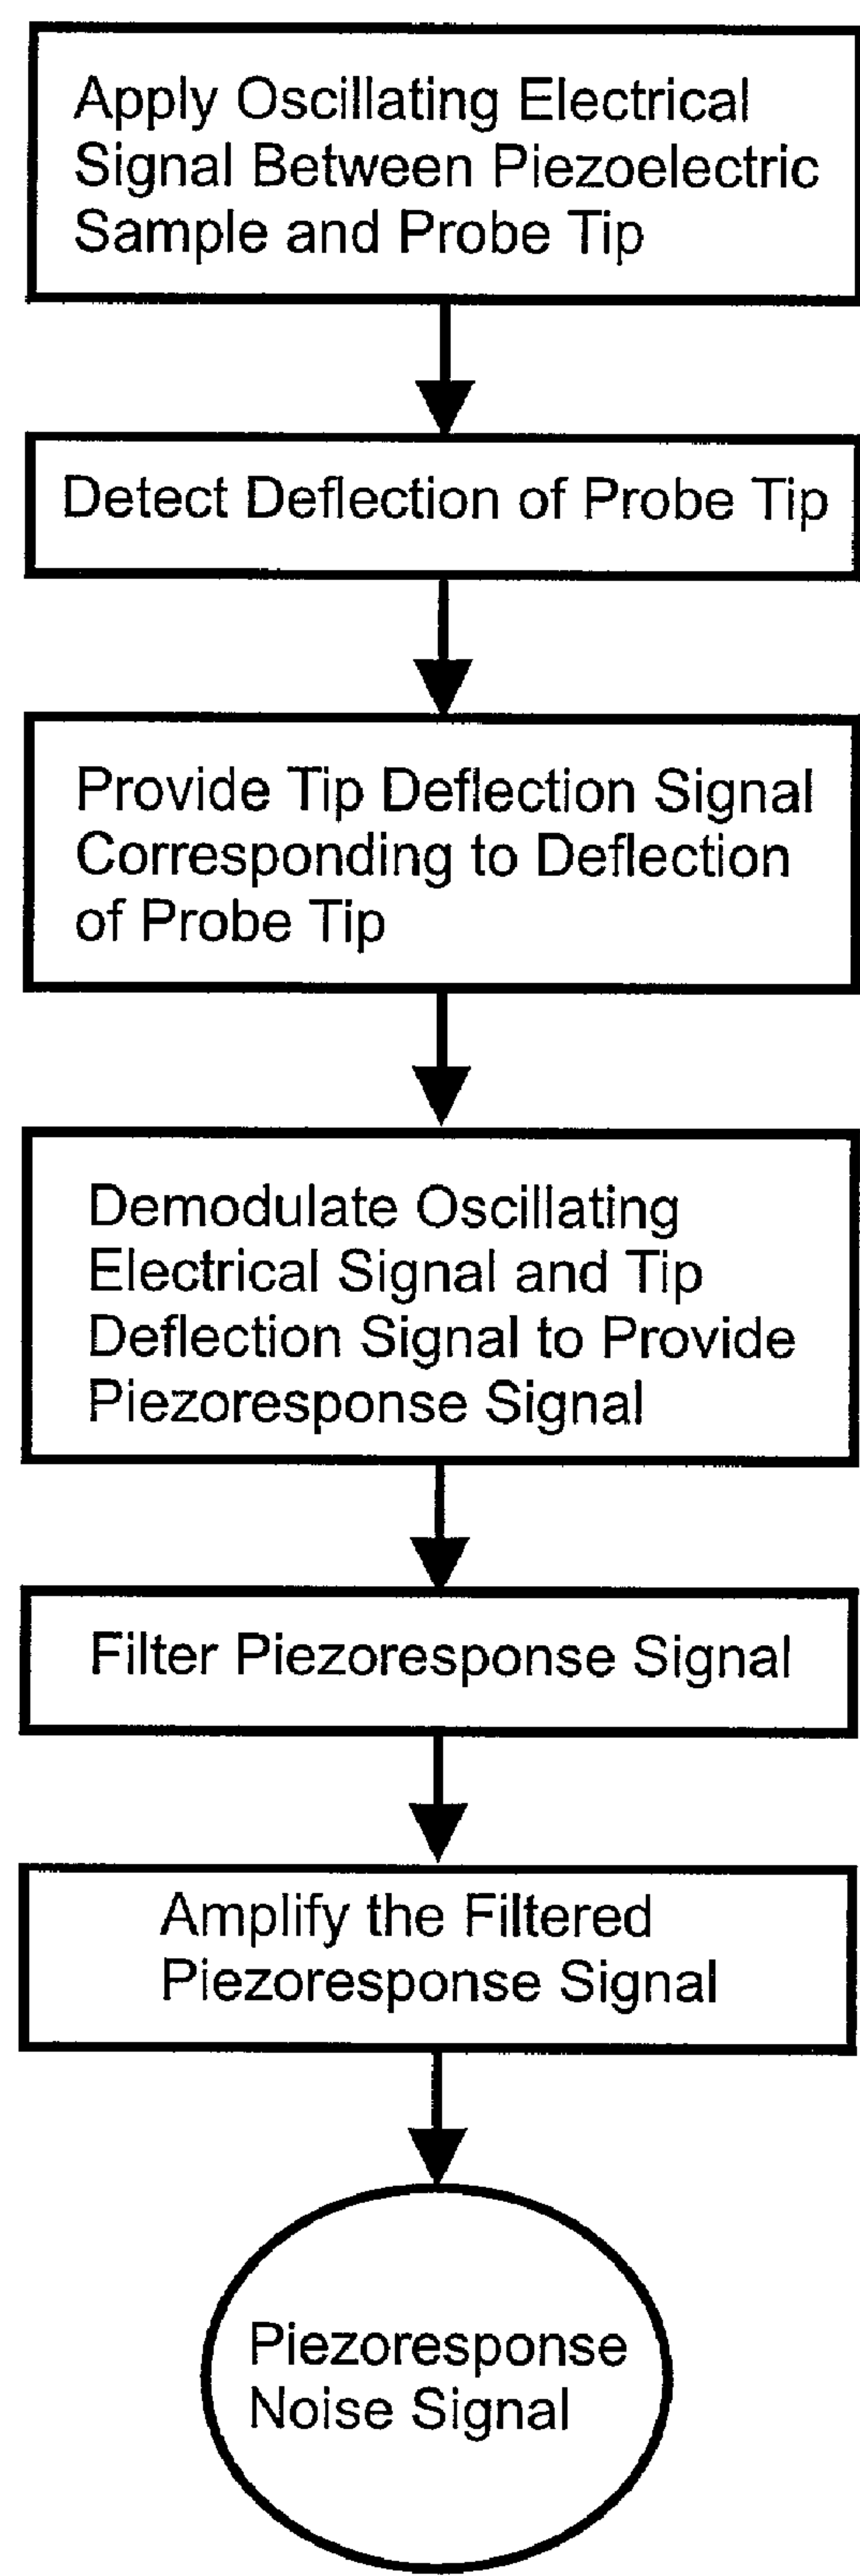 Apply Oscillating Electrical
Signal Between Piezoelectric
Sample and Probe Tip
Detect Deflection of Probe Tip
Provide Tip Deflection Signal
Corresponding to Deflection
of Probe Tip
Demodulate Oscillating
Electrical Signal and Tip
Deflection Signal to Provide
Piezoresponse Signal
Filter Piezoresponse Signal
Amplify the Filtered
Piezoresponse Signal
Piezoresponse
Noise Signal